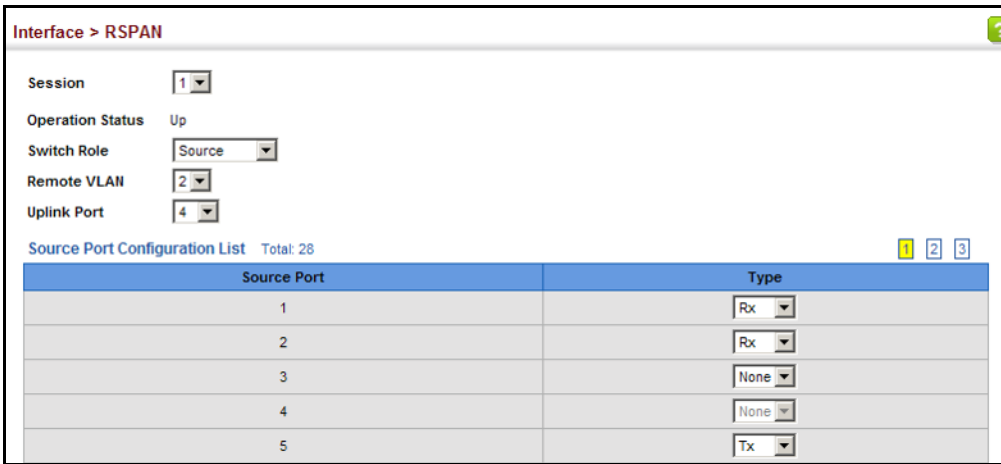 Interface > RSPAN
?
Session 1
Operation Status Up
Switch Role Source
Remote VLAN 2
Uplink Port 4
Source Port Configuration List Total: 28 1 2 3
Source Port Type
1 Rx
2 Rx
3 None
4 None
5 Tx